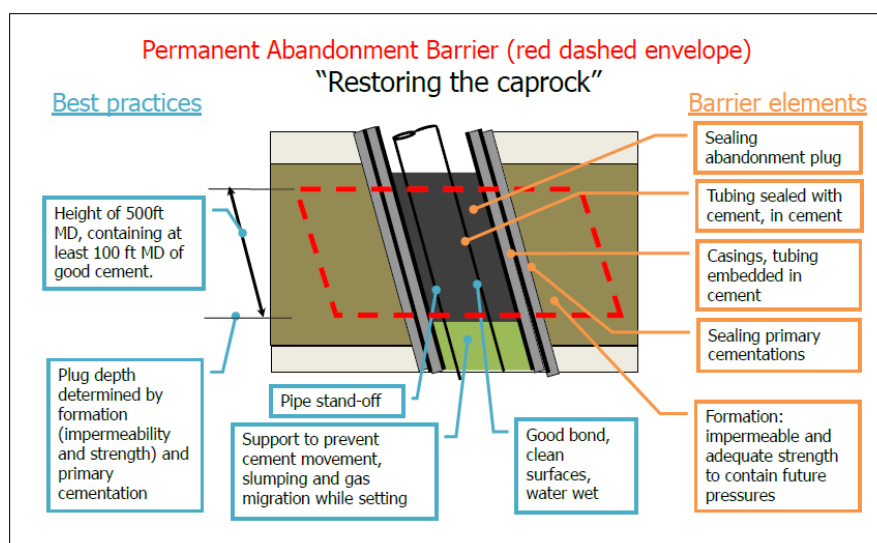 Permanent Abandonment Barrier (red dashed envelope)
“Restoring the caprock”
Best practices
Barrier elements
Height of 500ft
MD, containing at
least 100 ft MD of
good cement.
Plug depth
determined by
formation
(impermeability
and strength) and
primary
cementation
Pipe stand-off
Support to prevent
cement movement,
slumping and gas
migration while setting
Good bond,
clean
surfaces,
water wet
Sealing
abandonment plug
Tubing sealed with
cement, in cement
Casings, tubing
embedded in
cement
Sealing primary
cementations
Formation:
impermeable and
adequate strength
to contain future
pressures